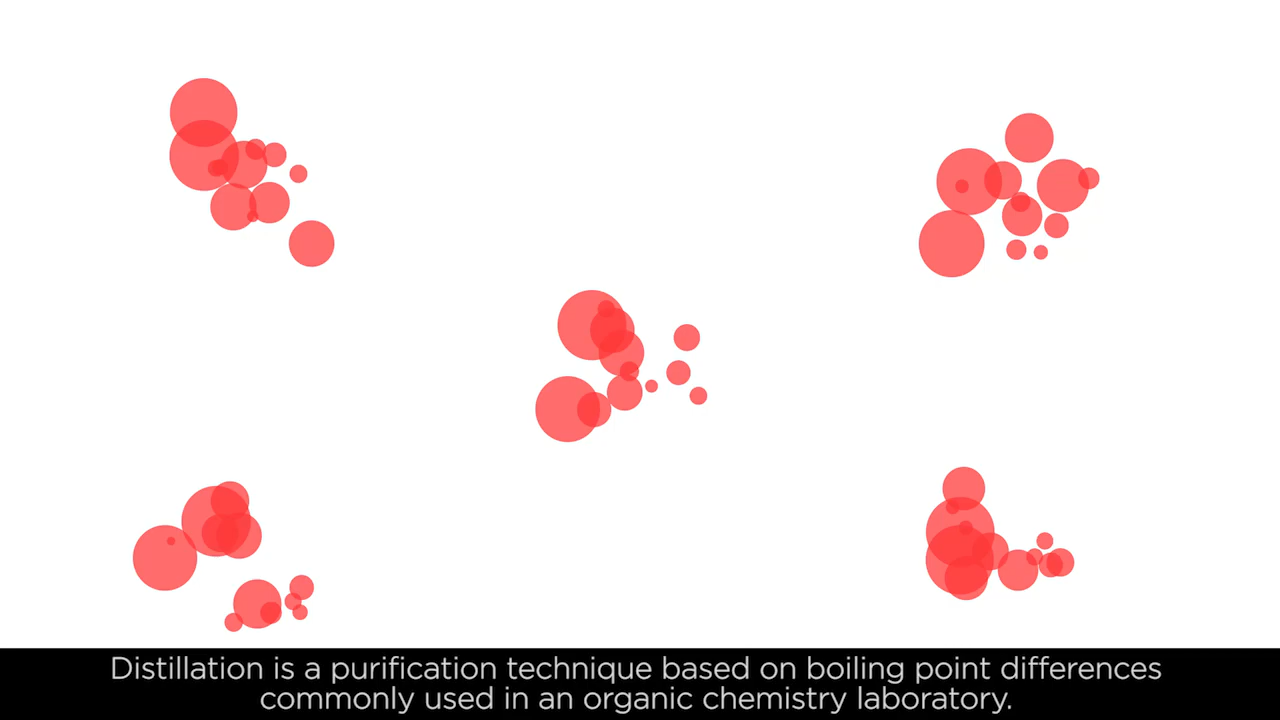 Distillation is a purification technique based on boiling point differences
commonly used in an organic chemistry laboratory.